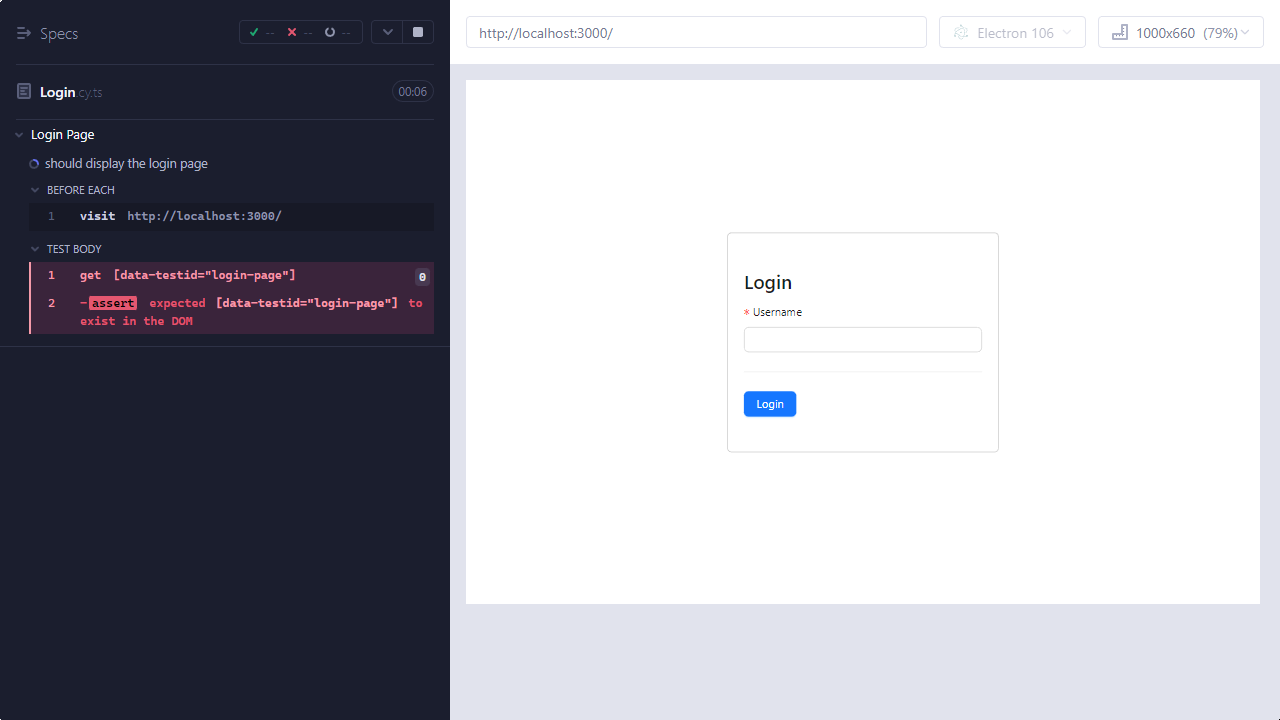 Specs
-- -- --
Login.cy.ts
00:06
Login Page
should display the login page
BEFORE EACH
1 visit http://localhost:3000/
TEST BODY
1 get [data-testid="login-page"] 0
2 -assert expected [data-testid="login-page"] to
exist in the DOM
http://localhost:3000/
Electron 106
1000x660 (79%)
Login
* Username
Login